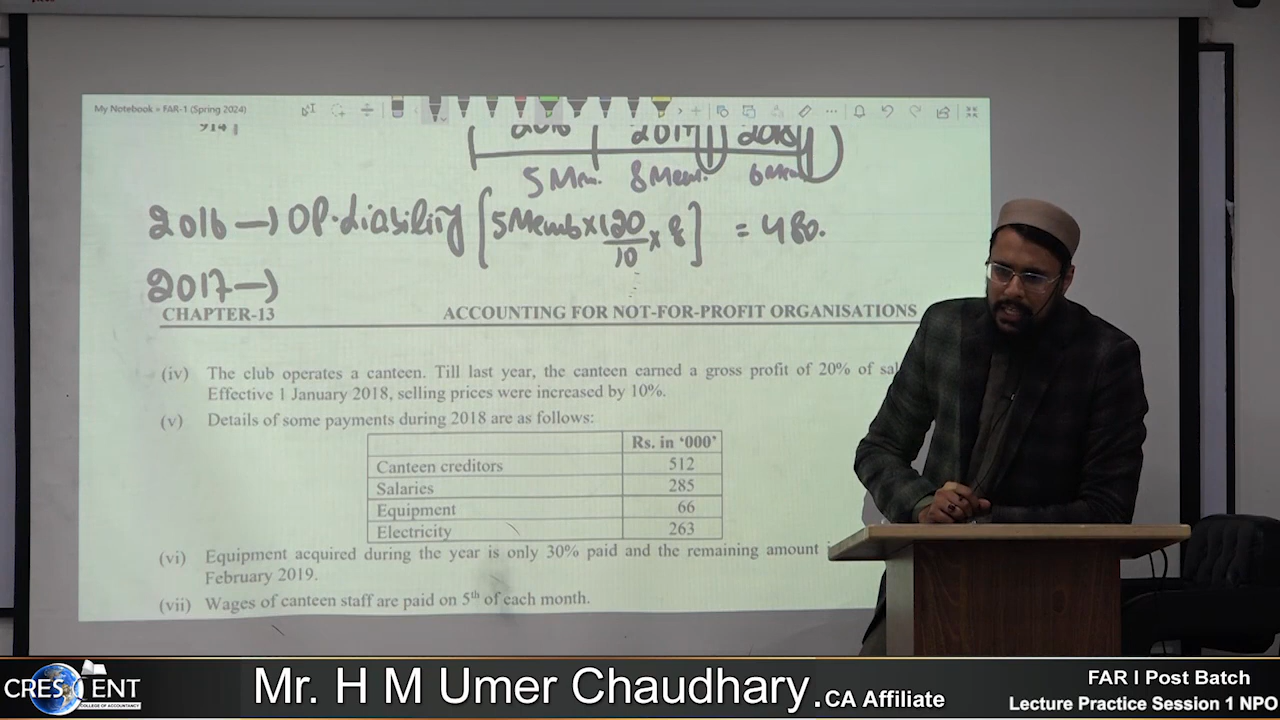 My Notebook » FAR-1 (Spring 2024)
2016 2017 2018
5 Mem. 8 Mem. 6 Mem
2016 → OP. Liability [5 Memb x 120/10 x 8] = 480.
2017 →
CHAPTER-13 ACCOUNTING FOR NOT-FOR-PROFIT ORGANISATIONS
(iv) The club operates a canteen. Till last year, the canteen earned a gross profit of 20% of
Effective 1 January 2018, selling prices were increased by 10%.
(v) Details of some payments during 2018 are as follows:
Rs. in ‘000’
Canteen creditors 512
Salaries 285
Equipment 66
Electricity 263
(vi) Equipment acquired during the year is only 30% paid and the remaining amount
February 2019.
(vii) Wages of canteen staff are paid on 5th of each month.
CRESCENT
COLLEGE OF ACCOUNTANCY
Mr. H M Umer Chaudhary .CA Affiliate
FAR I Post Batch
Lecture Practice Session 1 NPO